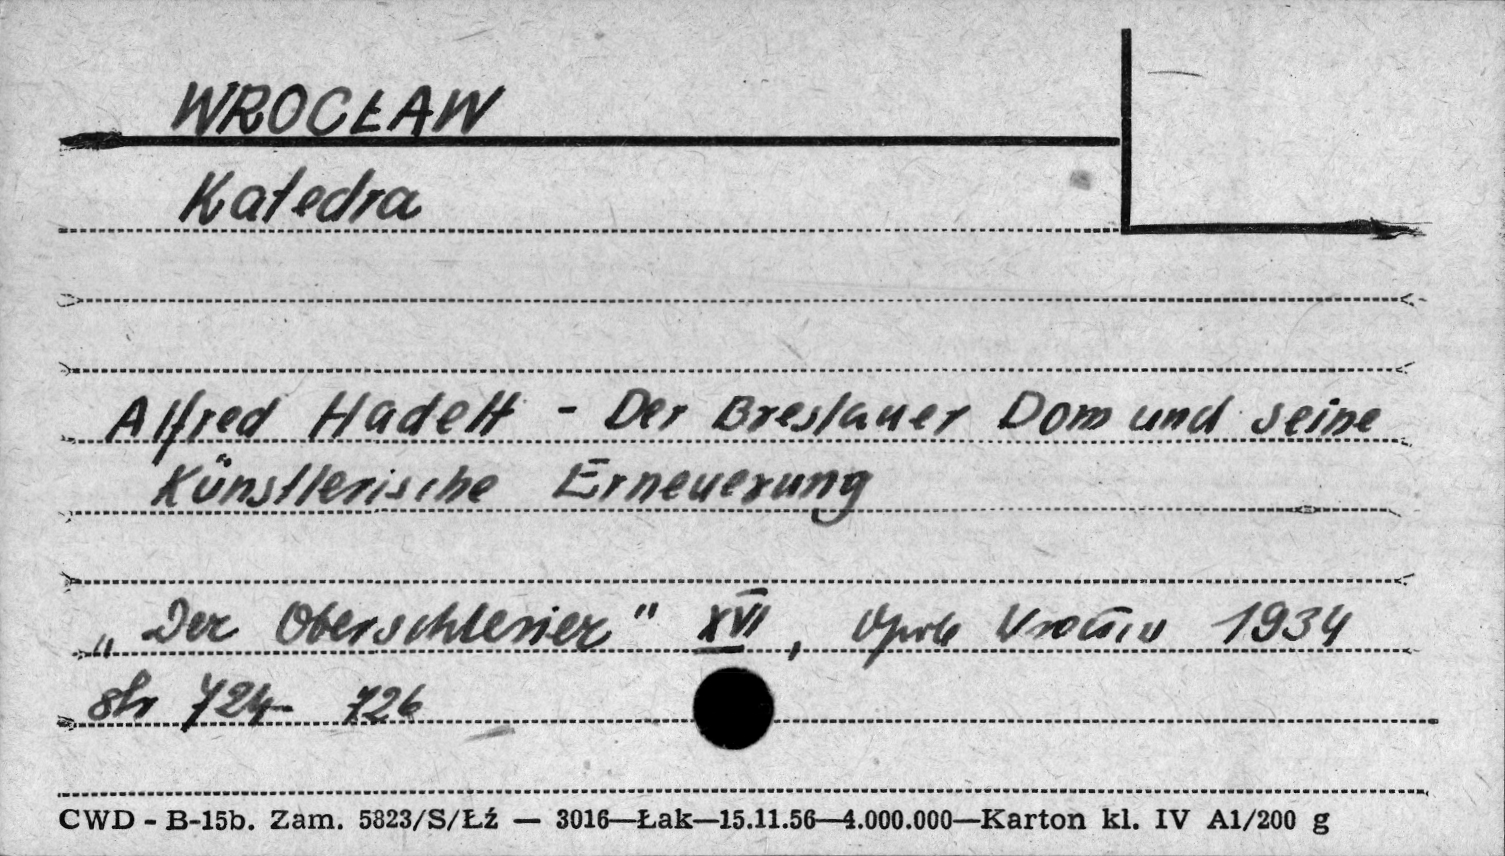 WROCŁAW
Katedra
Alfred Hadelt - Der Breslauer Dom und seine
Künstlerische Erneuerung
„Der Oberschlesier" XVI, Opole 1934
str 724- 726
CWD - B-15b. Zam. 5823/S/Łź — 3016—Łak—15.11.56—4.000.000—Karton kl. IV A1/200 g